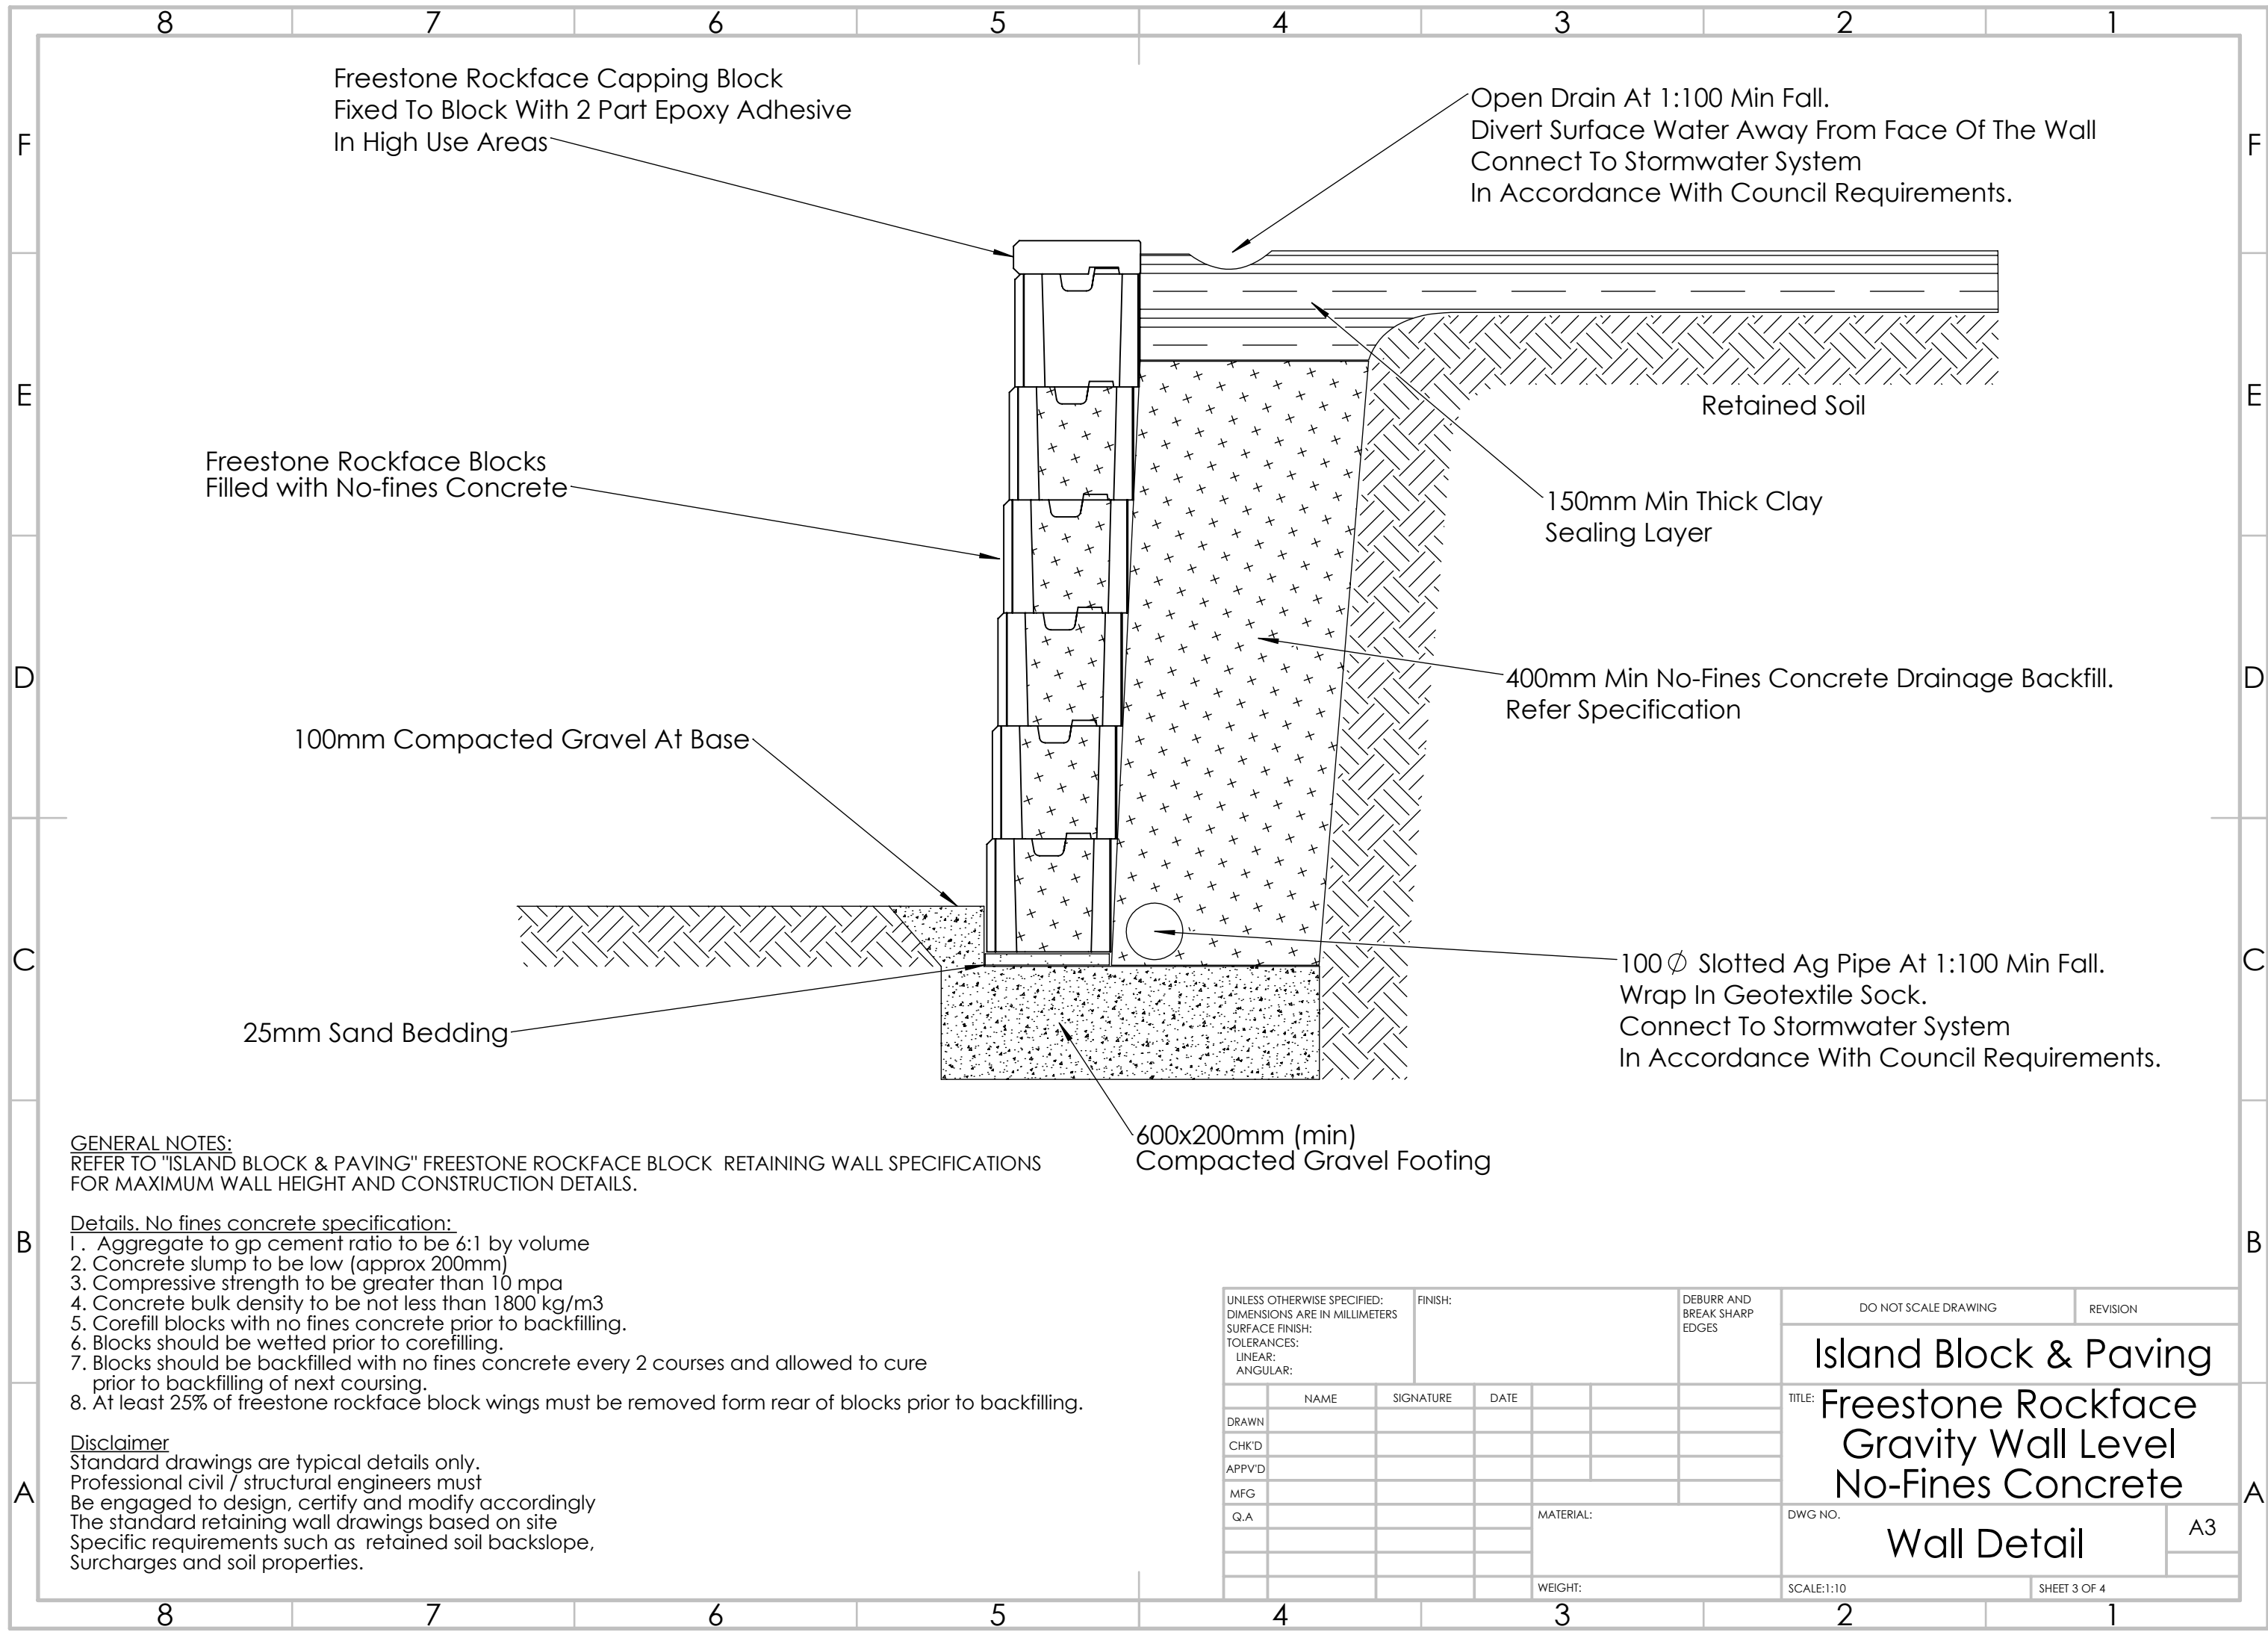 8 7 6 5 4 3 2 1
F
E
D
C
B
A
F
E
D
C
B
A
Freestone Rockface Capping Block
Fixed To Block With 2 Part Epoxy Adhesive
In High Use Areas
Open Drain At 1:100 Min Fall.
Divert Surface Water Away From Face Of The Wall
Connect To Stormwater System
In Accordance With Council Requirements.
Retained Soil
Freestone Rockface Blocks
Filled with No-fines Concrete
150mm Min Thick Clay
Sealing Layer
400mm Min No-Fines Concrete Drainage Backfill.
Refer Specification
100mm Compacted Gravel At Base
100∅ Slotted Ag Pipe At 1:100 Min Fall.
Wrap In Geotextile Sock.
Connect To Stormwater System
In Accordance With Council Requirements.
25mm Sand Bedding
600x200mm (min)
Compacted Gravel Footing
GENERAL NOTES:
REFER TO "ISLAND BLOCK & PAVING" FREESTONE ROCKFACE BLOCK RETAINING WALL SPECIFICATIONS
FOR MAXIMUM WALL HEIGHT AND CONSTRUCTION DETAILS.
Details. No fines concrete specification:
I . Aggregate to gp cement ratio to be 6:1 by volume
2. Concrete slump to be low (approx 200mm)
3. Compressive strength to be greater than 10 mpa
4. Concrete bulk density to be not less than 1800 kg/m3
5. Corefill blocks with no fines concrete prior to backfilling.
6. Blocks should be wetted prior to corefilling.
7. Blocks should be backfilled with no fines concrete every 2 courses and allowed to cure
prior to backfilling of next coursing.
8. At least 25% of freestone rockface block wings must be removed form rear of blocks prior to backfilling.
Disclaimer
Standard drawings are typical details only.
Professional civil / structural engineers must
Be engaged to design, certify and modify accordingly
The standard retaining wall drawings based on site
Specific requirements such as retained soil backslope,
Surcharges and soil properties.
UNLESS OTHERWISE SPECIFIED:
DIMENSIONS ARE IN MILLIMETERS
SURFACE FINISH:
TOLERANCES:
LINEAR:
ANGULAR:
FINISH:
DEBURR AND
BREAK SHARP
EDGES
DO NOT SCALE DRAWING
REVISION
Island Block & Paving
NAME SIGNATURE DATE
DRAWN
CHK'D
APPV'D
MFG
Q.A
TITLE:
Freestone Rockface
Gravity Wall Level
No-Fines Concrete
MATERIAL:
DWG NO.
Wall Detail
A3
WEIGHT:
SCALE:1:10
SHEET 3 OF 4
8 7 6 5 4 3 2 1